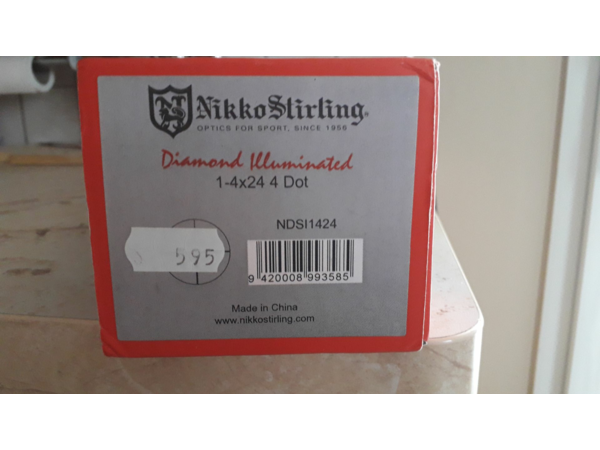 NikkoStirling®
OPTICS FOR SPORT, SINCE 1956
Diamond Illuminated
1-4x24 4 Dot
NDSI1424
595
9 420008 993585
Made in China
www.nikkostirling.com